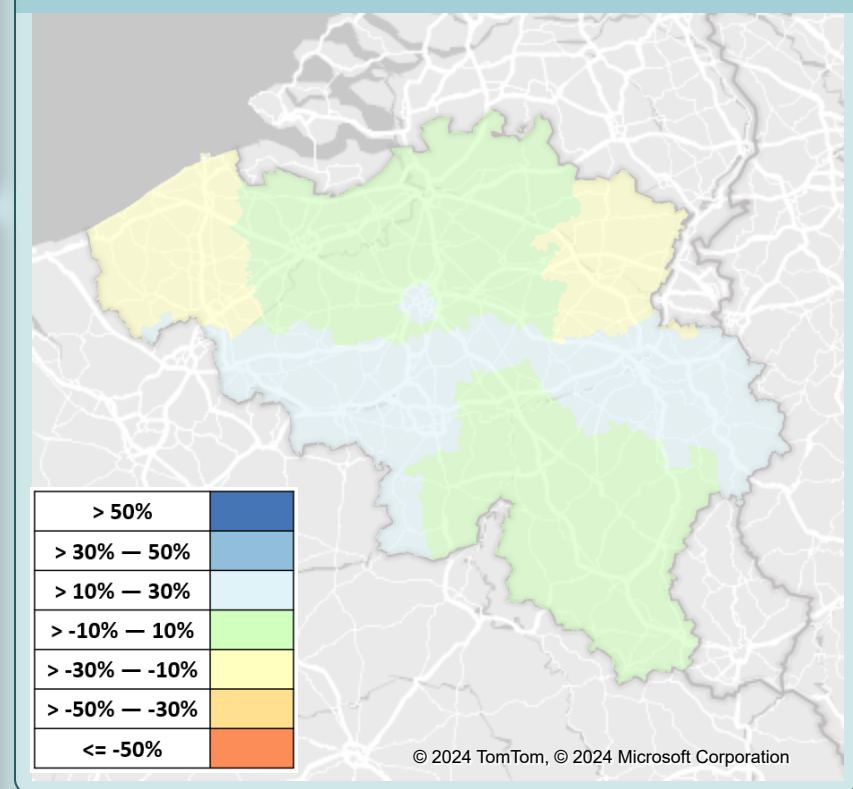 > 50%
> 30% — 50%
> 10% — 30%
> -10% — 10%
> -30% — -10%
> -50% — -30%
<= -50%
© 2024 TomTom, © 2024 Microsoft Corporation